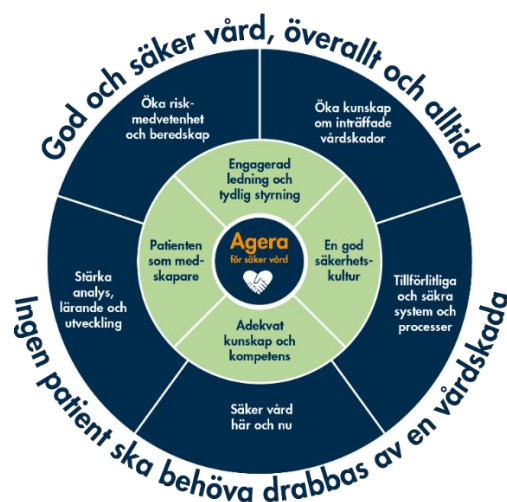 God och säker vård, överallt och alltid
Öka risk-
medvetenhet
och beredskap
Öka kunskap
om inträffade
vårdskador
Engagerad
ledning och
tydlig styrning
Patienten
som med-
skapare
Agera
för säker vård
En god
säkerhets-
kultur
Stärka
analys,
lärande och
utveckling
Tillförlitliga
och säkra
system och
processer
Adekvat
kunskap och
kompetens
Säker vård
här och nu
Ingen patient ska behöva drabbas av en vårdskada